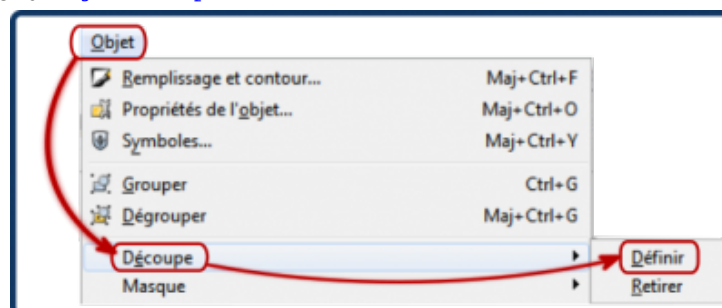 Objet
Remplissage et contour... Maj+Ctrl+F
Propriétés de l'objet... Maj+Ctrl+O
Symboles... Maj+Ctrl+Y
Grouper Ctrl+G
Dégrouper Maj+Ctrl+G
Découpe Définir
Masque Retirer